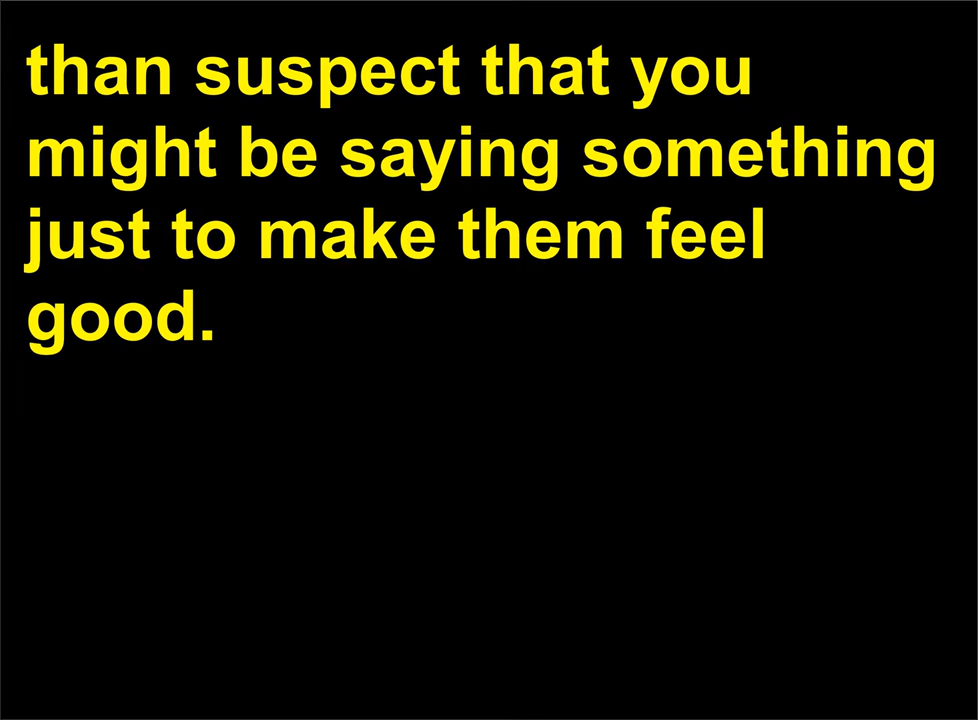 than suspect that you
might be saying something
just to make them feel
good.